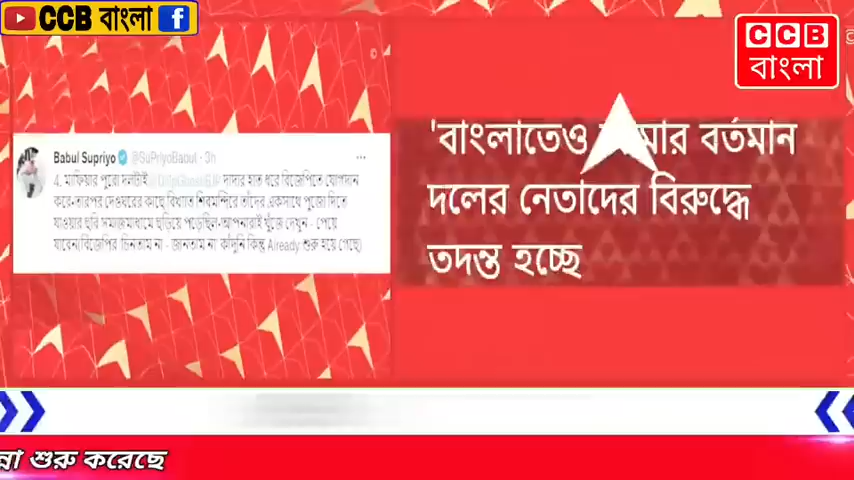 CCB বাংলা
CCB
বাংলা
Babul Supriyo @SuPriyoBabul · 3h
4. মাফিয়ার পুরো দলটাই @DilipGhoshBJP দাদার হাত ধরে বিজেপিতে যোগদান
করে-তারপর দেওঘরের কাছে বিখ্যাত শিবমন্দিরে তাঁদের একসাথে পুজো দিতে
যাওয়ার ছবি সমাজমাধ্যমে ছড়িয়ে পড়েছিল-আপনারাই খুঁজে দেখুন - পেয়ে
যাবেন(বিজেপির চিনতাম না - জানতাম না কাঁদুনি কিন্তু Already শুরু হয়ে গেছে)
'বাংলাতেও বর্তমান
দলের নেতাদের বিরুদ্ধে
তদন্ত হচ্ছে
শুরু করেছে